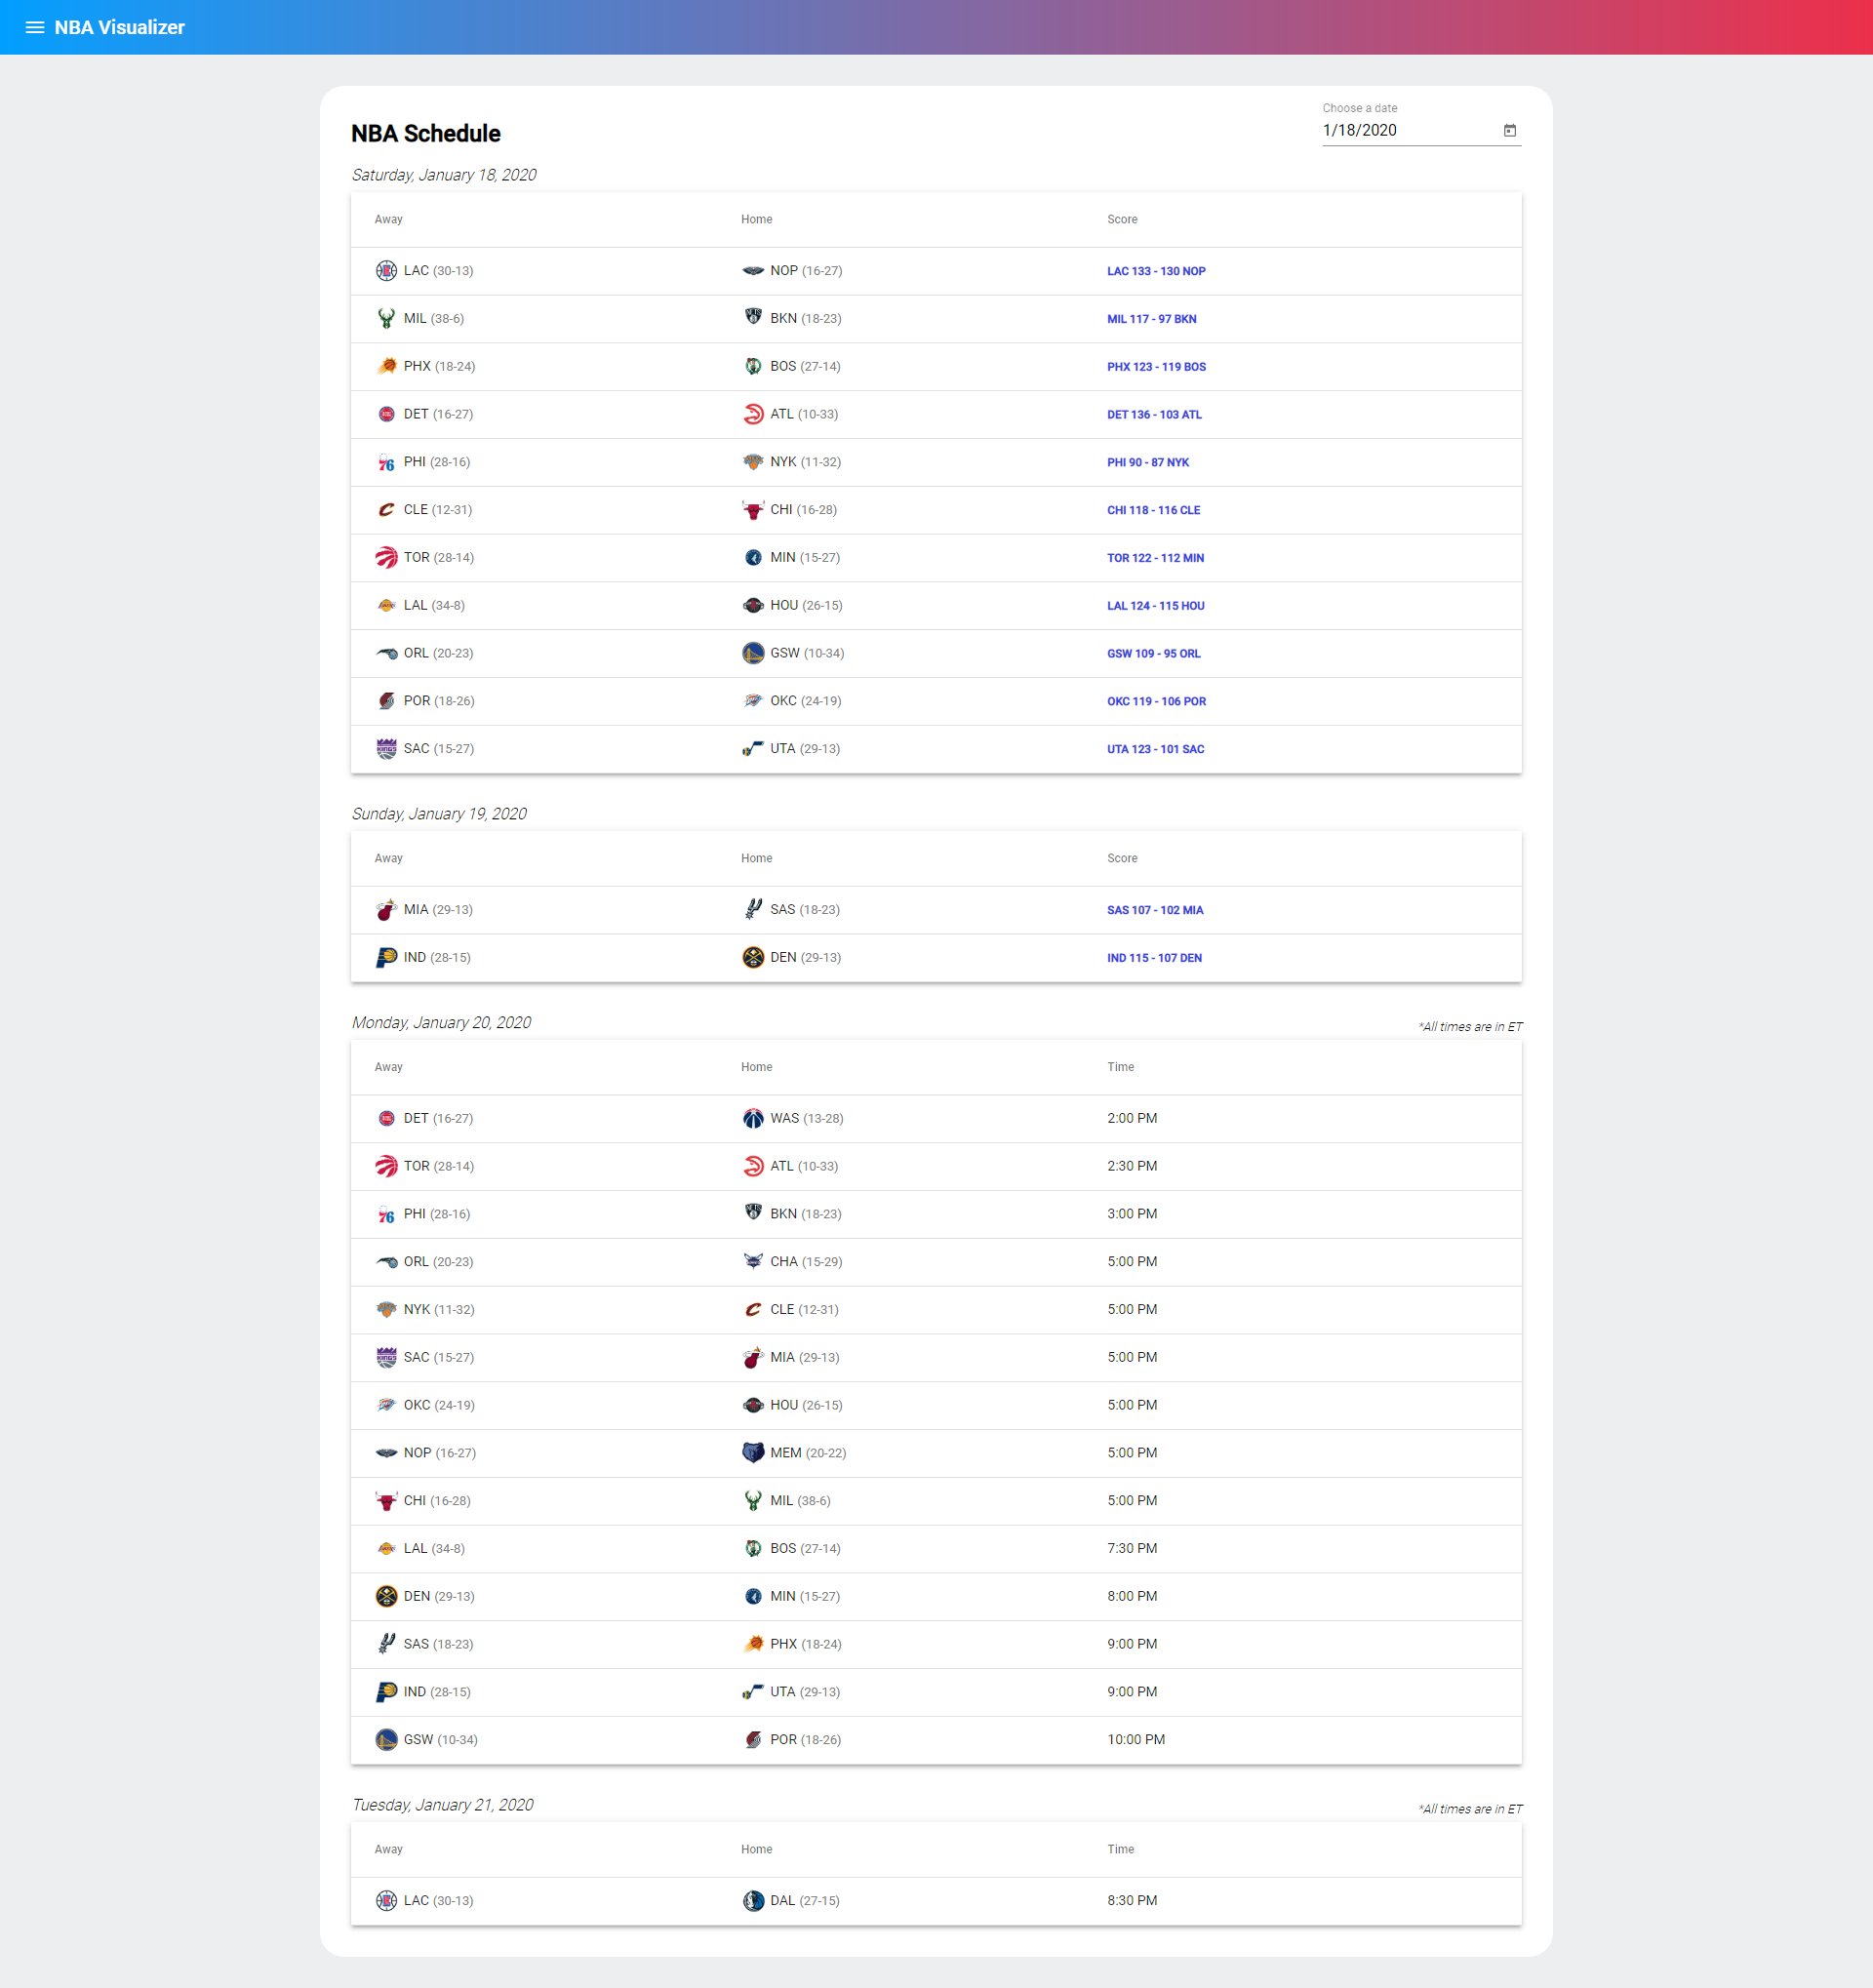 NBA Visualizer
Choose a date
NBA Schedule
1/18/2020
Saturday, January 18, 2020
Away Home Score
LAC (30-13) NOP (16-27) LAC 133 - 130 NOP
MIL (38-6) BKN (18-23) MIL 117 - 97 BKN
PHX (18-24) BOS (27-14) PHX 123 - 119 BOS
DET (16-27) ATL (10-33) DET 136 - 103 ATL
PHI (28-16) NYK (11-32) PHI 90 - 87 NYK
CLE (12-31) CHI (16-28) CHI 118 - 116 CLE
TOR (28-14) MIN (15-27) TOR 122 - 112 MIN
LAL (34-8) HOU (26-15) LAL 124 - 115 HOU
ORL (20-23) GSW (10-34) GSW 109 - 95 ORL
POR (18-26) OKC (24-19) OKC 119 - 106 POR
SAC (15-27) UTA (29-13) UTA 123 - 101 SAC
Sunday, January 19, 2020
Away Home Score
MIA (29-13) SAS (18-23) SAS 107 - 102 MIA
IND (28-15) DEN (29-13) IND 115 - 107 DEN
Monday, January 20, 2020 *All times are in ET
Away Home Time
DET (16-27) WAS (13-28) 2:00 PM
TOR (28-14) ATL (10-33) 2:30 PM
PHI (28-16) BKN (18-23) 3:00 PM
ORL (20-23) CHA (15-29) 5:00 PM
NYK (11-32) CLE (12-31) 5:00 PM
SAC (15-27) MIA (29-13) 5:00 PM
OKC (24-19) HOU (26-15) 5:00 PM
NOP (16-27) MEM (20-22) 5:00 PM
CHI (16-28) MIL (38-6) 5:00 PM
LAL (34-8) BOS (27-14) 7:30 PM
DEN (29-13) MIN (15-27) 8:00 PM
SAS (18-23) PHX (18-24) 9:00 PM
IND (28-15) UTA (29-13) 9:00 PM
GSW (10-34) POR (18-26) 10:00 PM
Tuesday, January 21, 2020 *All times are in ET
Away Home Time
LAC (30-13) DAL (27-15) 8:30 PM